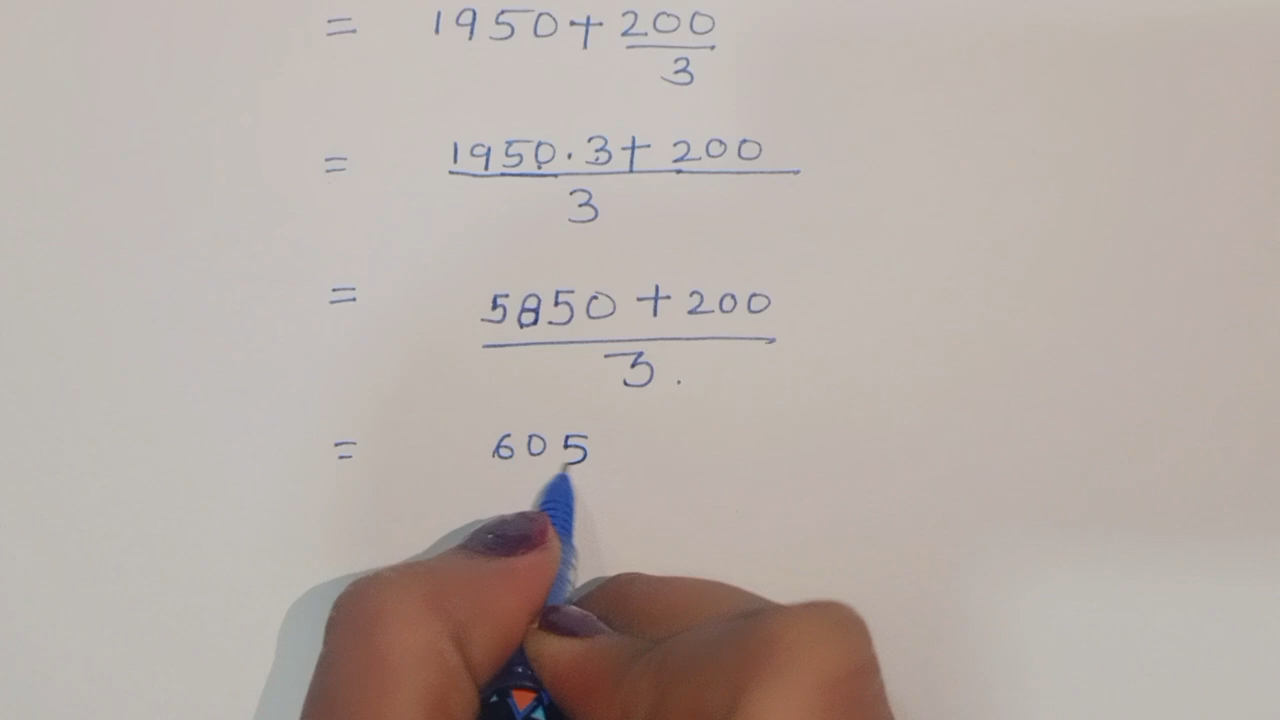 = 1950 + 200/3
= 1950.3 + 200/3
= 5850 + 200/3.
= 605